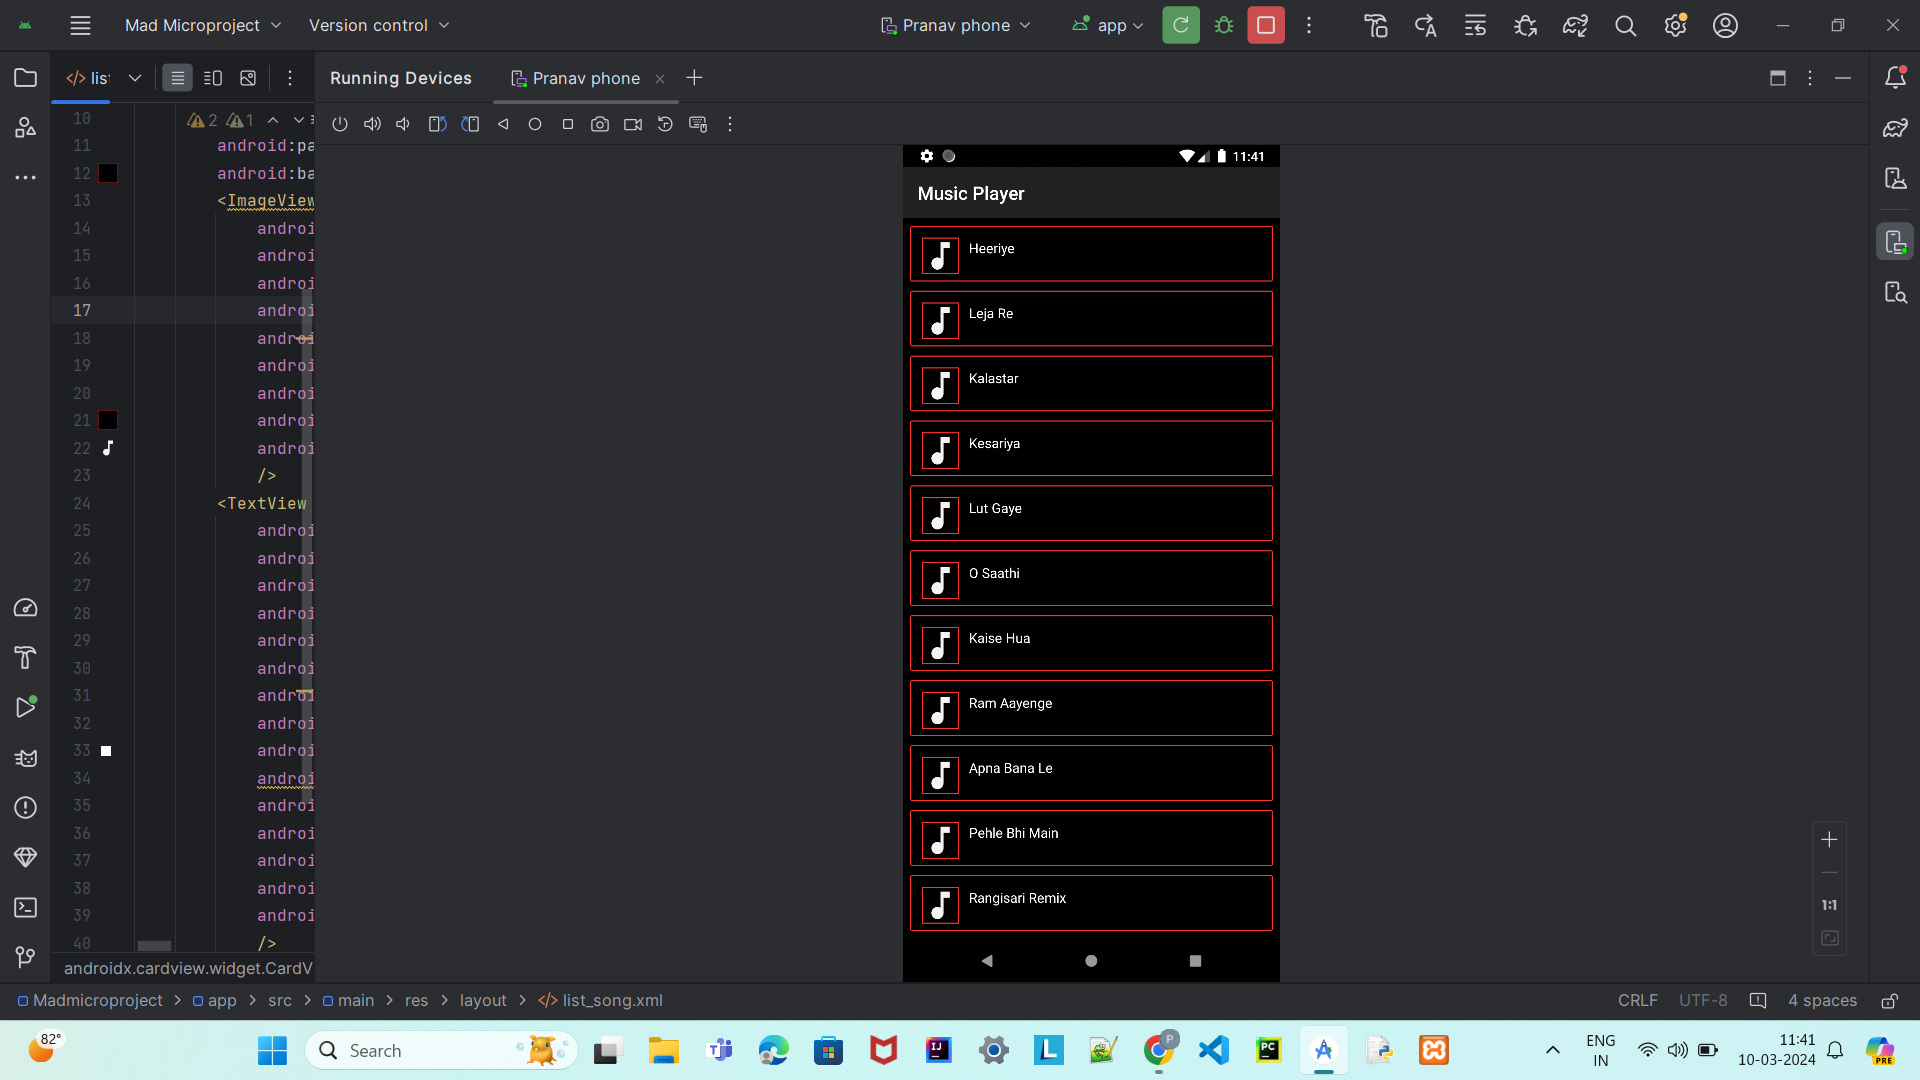 Mad Microproject
Version control
Pranav phone
app
Running Devices
Pranav phone
10
2
1
11
android:pa
12
android:ba
13
<ImageView
14
androi
15
androi
16
androi
17
androi
18
androi
19
androi
20
androi
21
androi
22
androi
23
/>
24
<TextView
25
androi
26
androi
27
androi
28
androi
29
androi
30
androi
31
androi
32
androi
33
androi
34
androi
35
androi
36
androi
37
androi
38
androi
39
androi
40
/>
androidx.cardview.widget.CardV
11:41
Music Player
Heeriye
Leja Re
Kalastar
Kesariya
Lut Gaye
O Saathi
Kaise Hua
Ram Aayenge
Apna Bana Le
Pehle Bhi Main
Rangisari Remix
1:1
Madmicroproject > app > src > main > res > layout > </> list_song.xml
CRLF
UTF-8
4 spaces
82°
Search
ENG
IN
11:41
10-03-2024